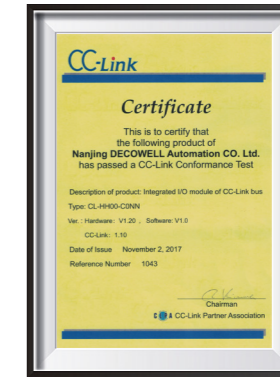 CC-Link
Certificate
This is to certify that
the following product of
Nanjing DECOWELL Automation CO. Ltd.
has passed a CC-Link Conformance Test
Description of product: Integrated I/O module of CC-Link bus
Type: CL-HH00-C0NN
Ver. : Hardware: V1.20 , Software: V1.0
CC-Link: 1.10
Date of Issue November 2, 2017
Reference Number 1043
Chairman
CC-Link Partner Association